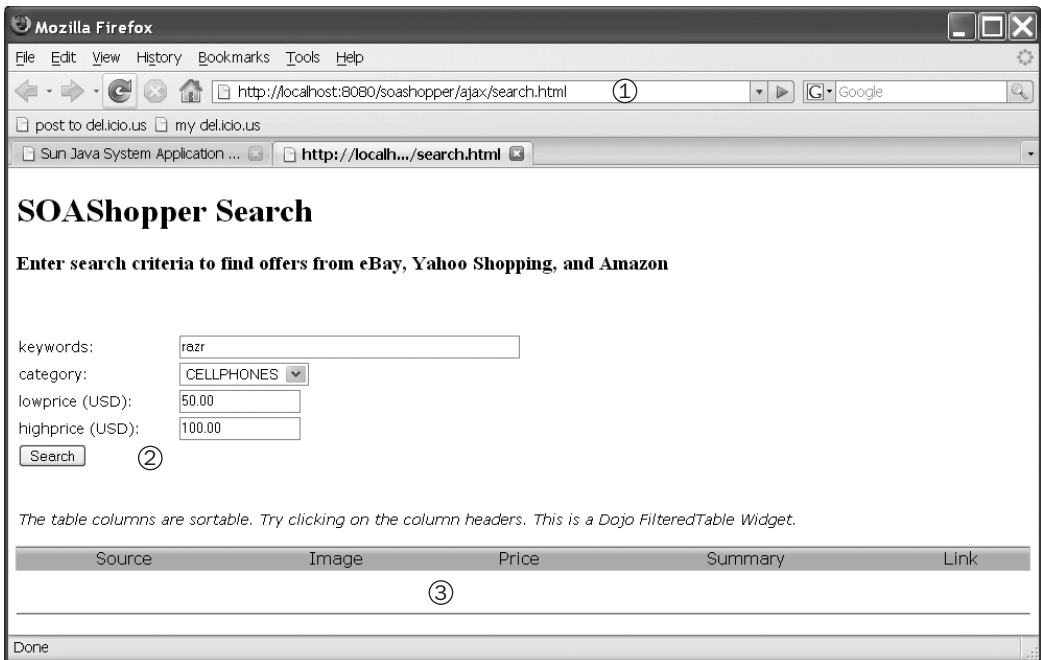 Mozilla Firefox
File Edit View History Bookmarks Tools Help
http://localhost:8080/soashopper/ajax/search.html ① G Google
post to del.icio.us my del.icio.us
Sun Java System Application ... http://localh.../search.html
SOAShopper Search
Enter search criteria to find offers from eBay, Yahoo Shopping, and Amazon
keywords: razr
category: CELLPHONES
lowprice (USD): 50.00
highprice (USD): 100.00
Search ②
The table columns are sortable. Try clicking on the column headers. This is a Dojo FilteredTable Widget.
Source Image Price Summary Link
③
Done